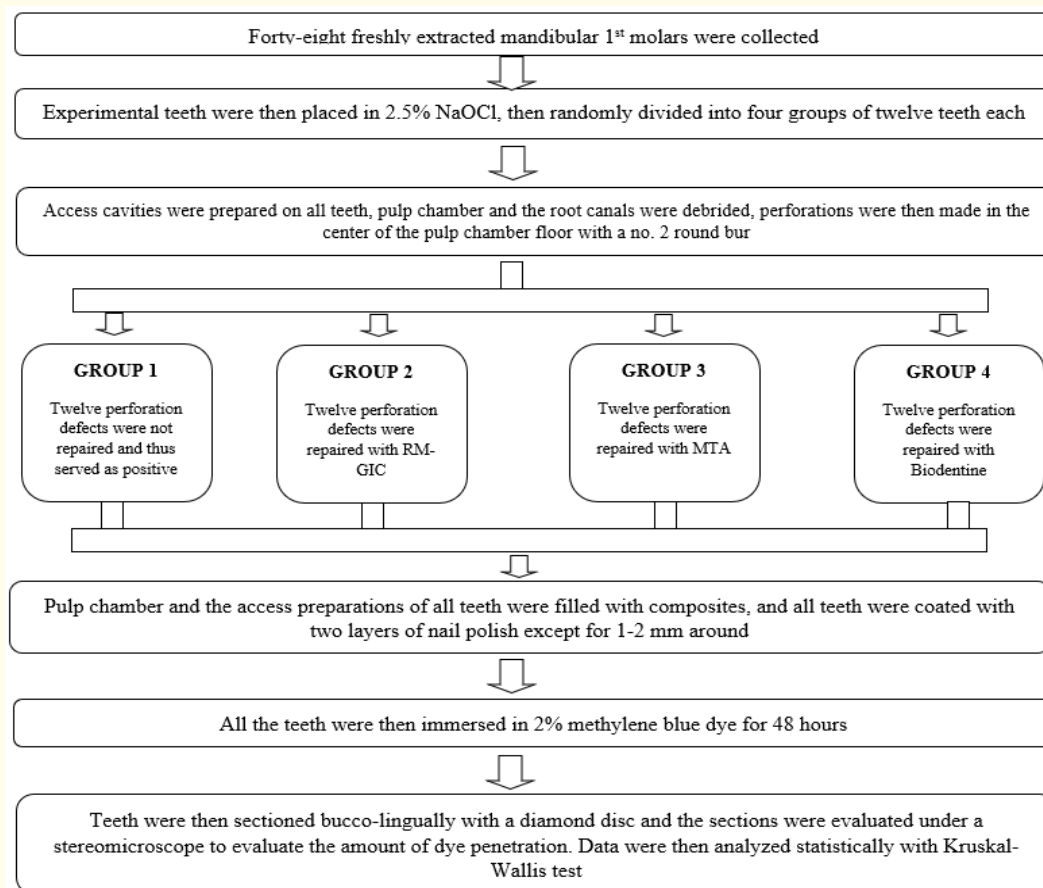 Forty-eight freshly extracted mandibular 1st molars were collected
Experimental teeth were then placed in 2.5% NaOCl, then randomly divided into four groups of twelve teeth each
Access cavities were prepared on all teeth, pulp chamber and the root canals were debrided, perforations were then made in the
center of the pulp chamber floor with a no. 2 round bur
GROUP 1
Twelve perforation
defects were not
repaired and thus
served as positive
GROUP 2
Twelve perforation
defects were
repaired with RM-
GIC
GROUP 3
Twelve perforation
defects were
repaired with MTA
GROUP 4
Twelve perforation
defects were
repaired with
Biodentine
Pulp chamber and the access preparations of all teeth were filled with composites, and all teeth were coated with
two layers of nail polish except for 1-2 mm around
All the teeth were then immersed in 2% methylene blue dye for 48 hours
Teeth were then sectioned bucco-lingually with a diamond disc and the sections were evaluated under a
stereomicroscope to evaluate the amount of dye penetration. Data were then analyzed statistically with Kruskal-
Wallis test